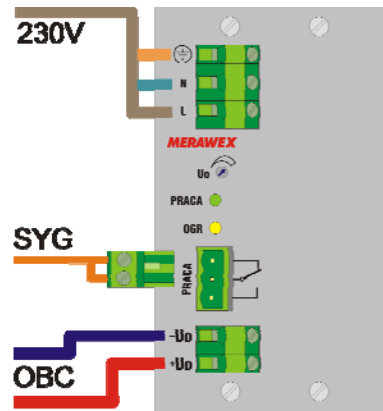 230V
N
L
MERAWEX
Uo
PRACA
OGR
SYG
PRACA
-Uo
+Uo
OBC